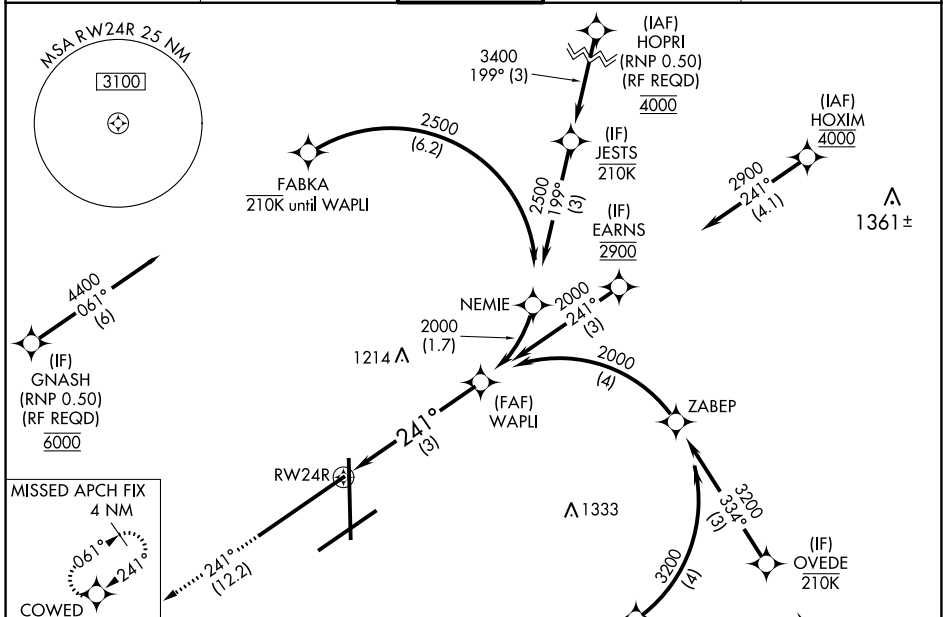 MSA RW24R 25 NM
3100
3400
199° (3)
(IAF)
HOPRI
(RNP 0.50)
(RF REQD)
4000
2500
(6.2)
(IF)
JESTS
210K
(IAF)
HOXIM
4000
FABKA
210K until WAPLI
2500
199°
(3)
2900
241°
(4.1)
1361±
(IF)
EARNS
2900
4400
061°
(6)
NEMIE
2000
241°
(3)
(IF)
GNASH
(RNP 0.50)
(RF REQD)
6000
2000
(1.7)
1214
2000
(4)
(FAF)
WAPLI
ZABEP
241°
(3)
RW24R
MISSED APCH FIX
4 NM
061°
241°
COWED
1333
3200
334°
(3)
(IF)
OVEDE
210K
241°
(12.2)
3200
(4)